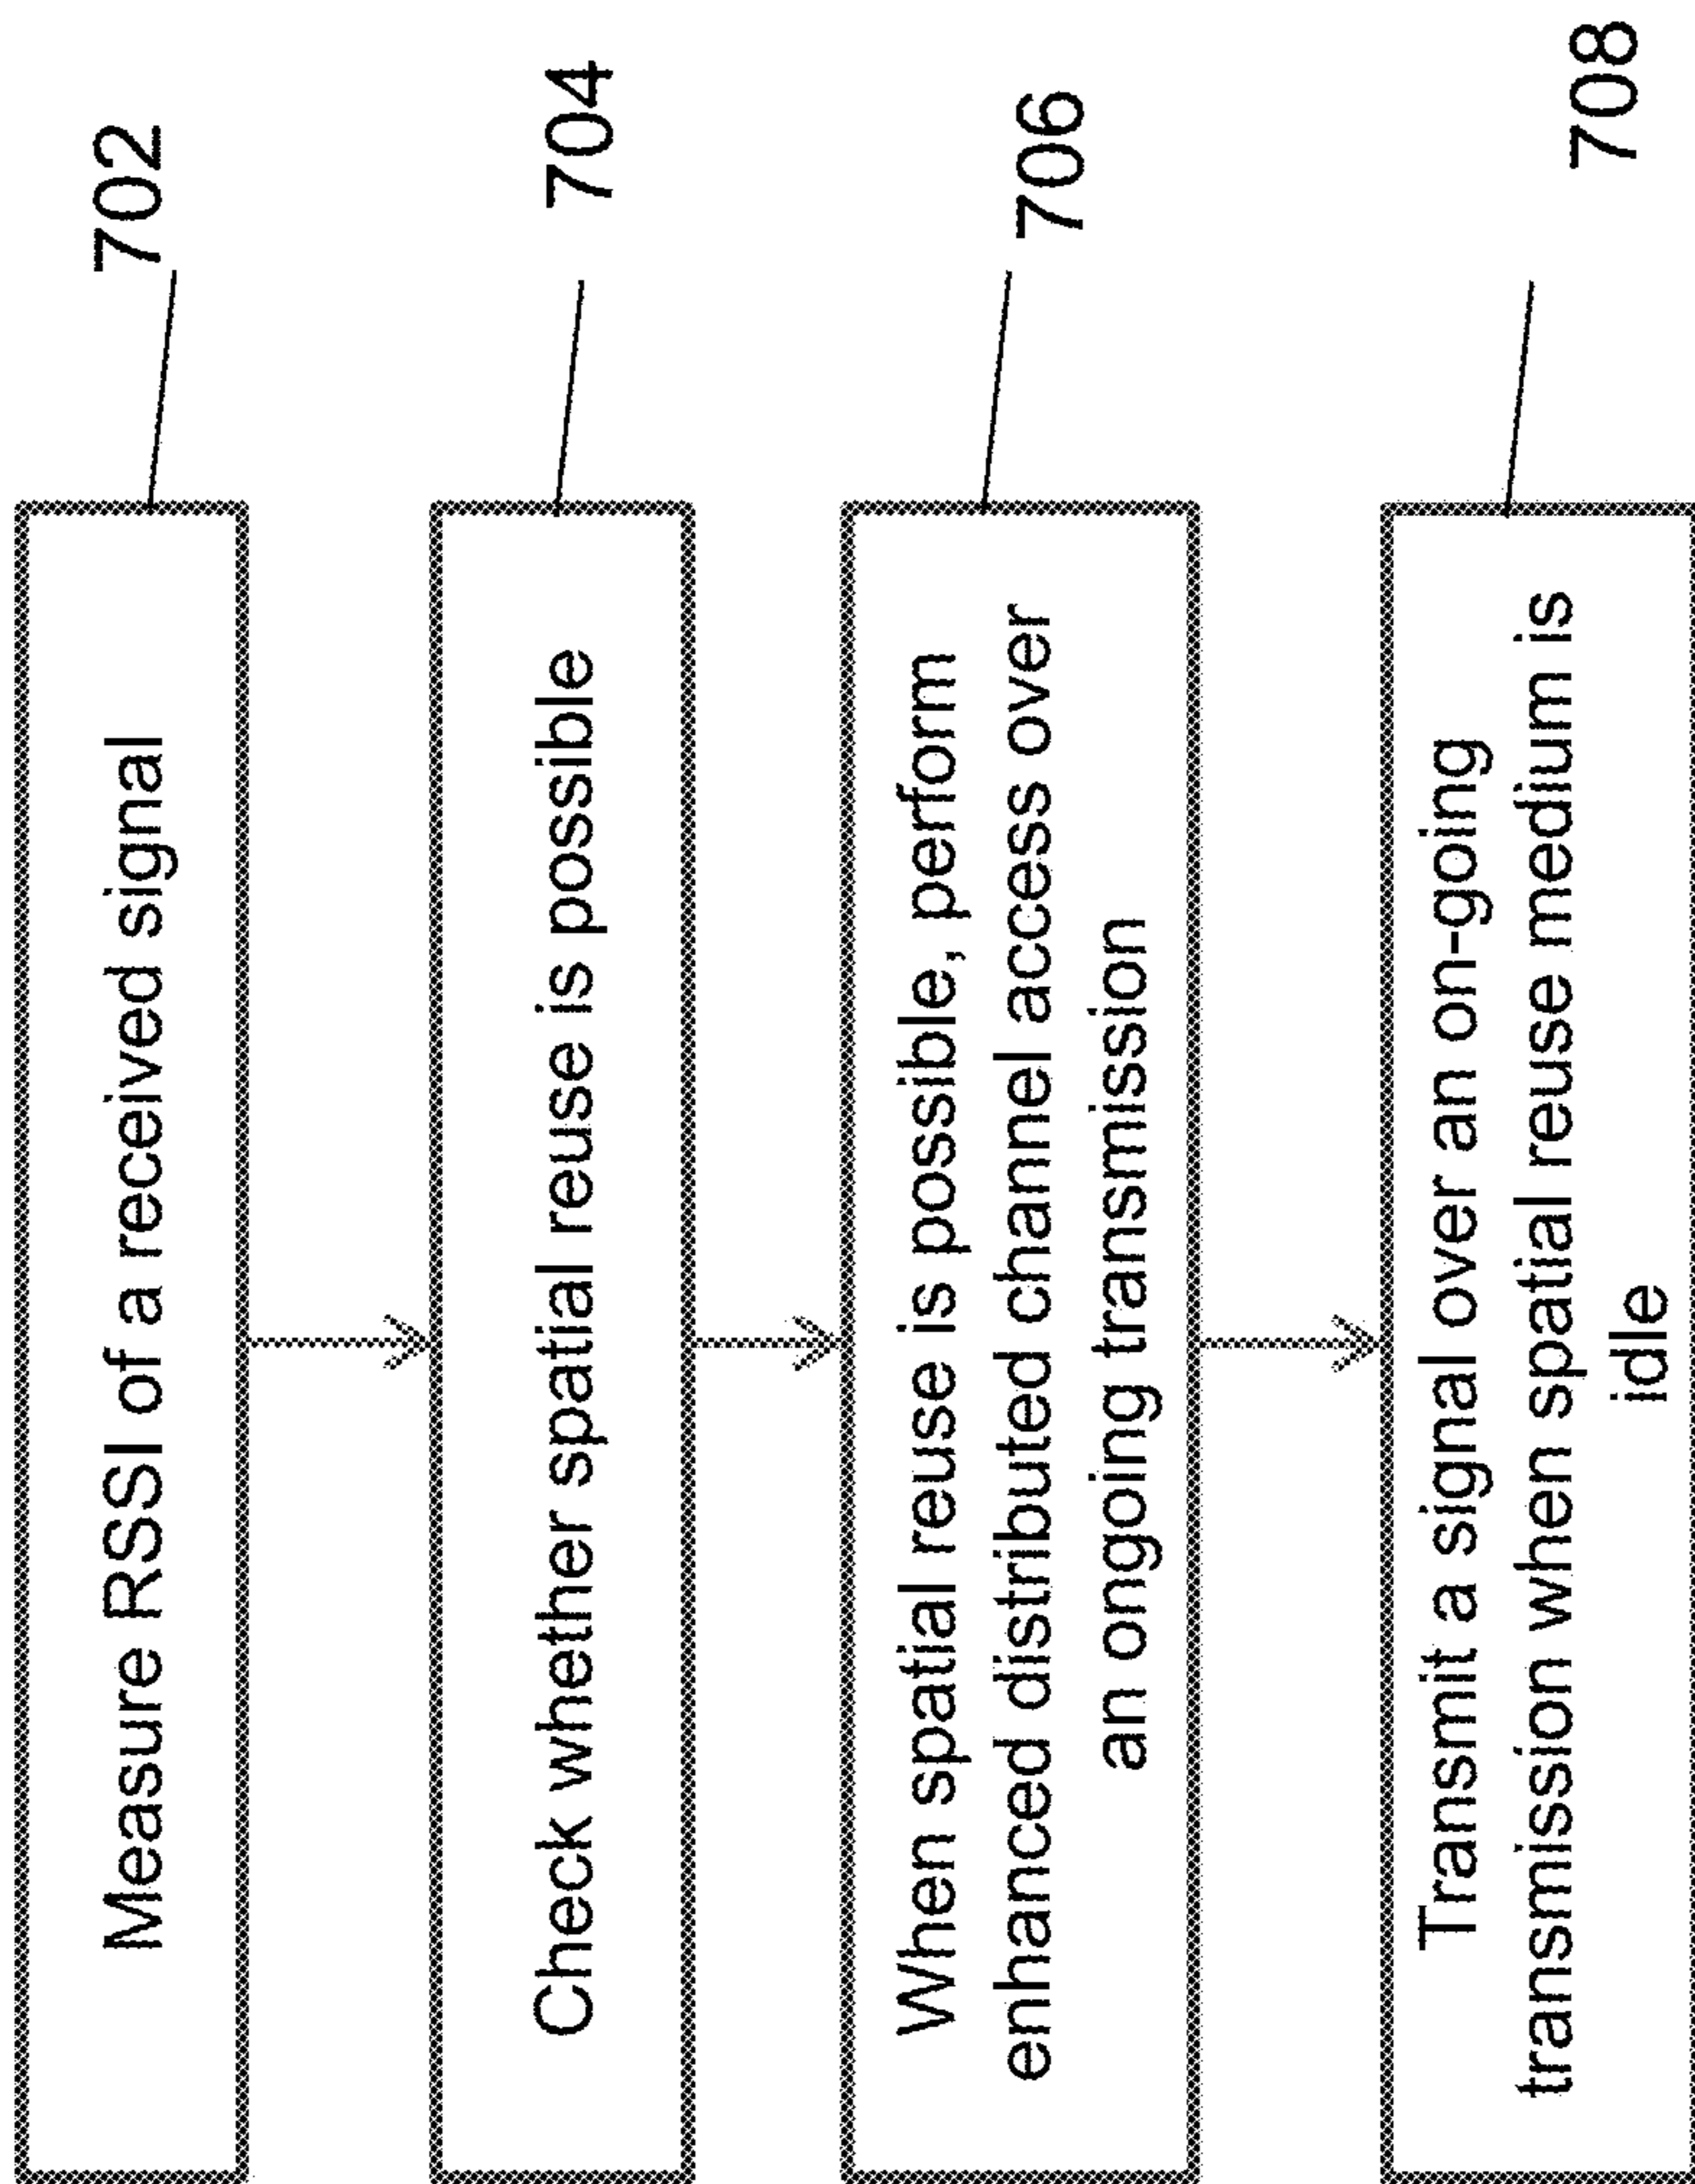 Measure RSSI of a received signal
702
Check whether spatial reuse is possible
704
When spatial reuse is possible, perform
enhanced distributed channel access over
an ongoing transmission
706
Transmit a signal over an on-going
transmission when spatial reuse medium is
idle
708